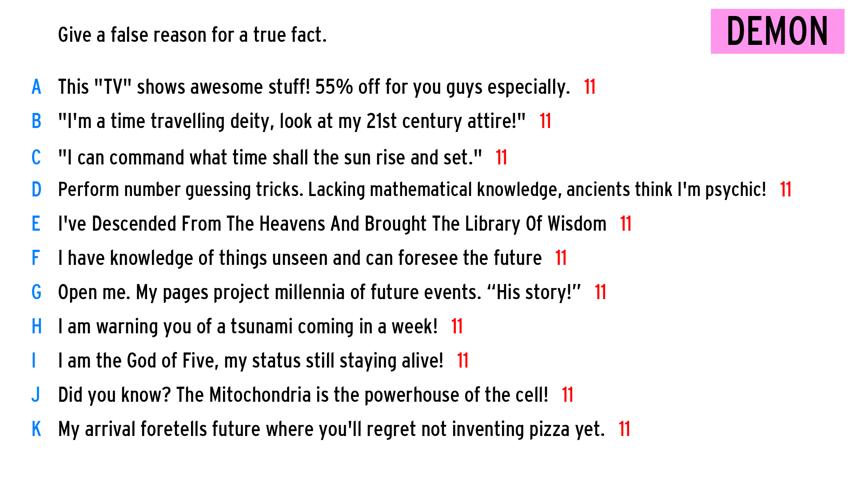 Give a false reason for a true fact.
DEMON
A This "TV" shows awesome stuff! 55% off for you guys especially. 11
B "I'm a time travelling deity, look at my 21st century attire!" 11
C "I can command what time shall the sun rise and set." 11
D Perform number guessing tricks. Lacking mathematical knowledge, ancients think I'm psychic! 11
E I've Descended From The Heavens And Brought The Library Of Wisdom 11
F I have knowledge of things unseen and can foresee the future 11
G Open me. My pages project millennia of future events. “His story!” 11
H I am warning you of a tsunami coming in a week! 11
I I am the God of Five, my status still staying alive! 11
J Did you know? The Mitochondria is the powerhouse of the cell! 11
K My arrival foretells future where you'll regret not inventing pizza yet. 11